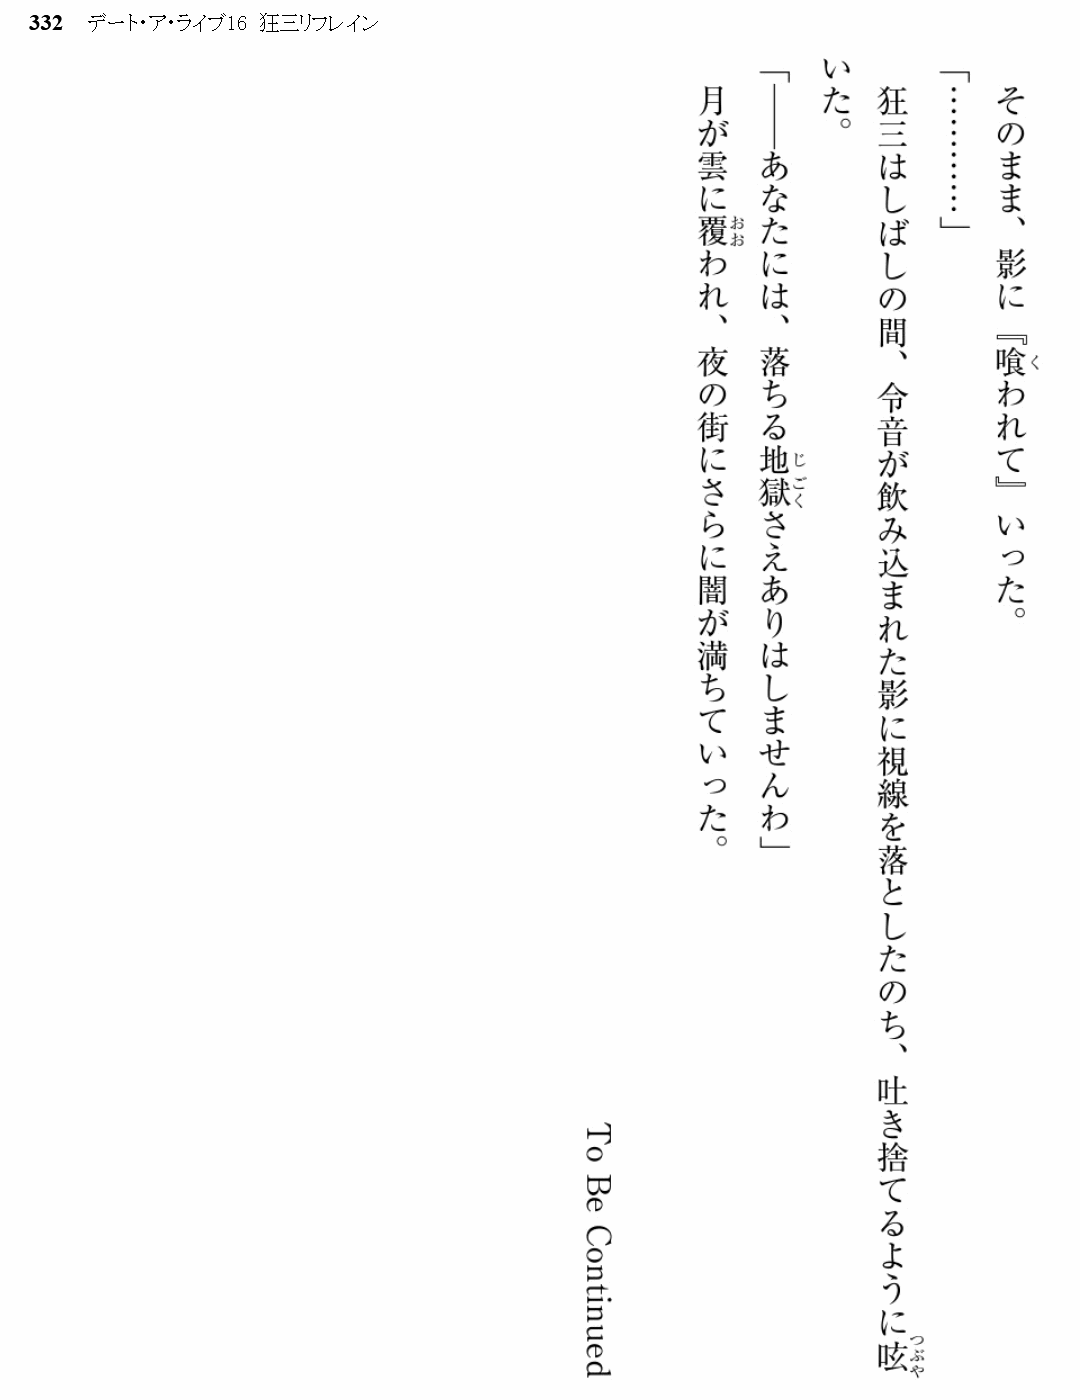 332 デート・ア・ライブ16 狂三リフレイン
そのまま、影に『喰われて』いった。
「…………」
狂三はしばしの間、令音が飲み込まれた影に視線を落としたのち、吐き捨てるように呟
いた。
「――あなたには、落ちる地獄さえありはしませんわ」
月が雲に覆われ、夜の街にさらに闇が満ちていった。
To Be Continued